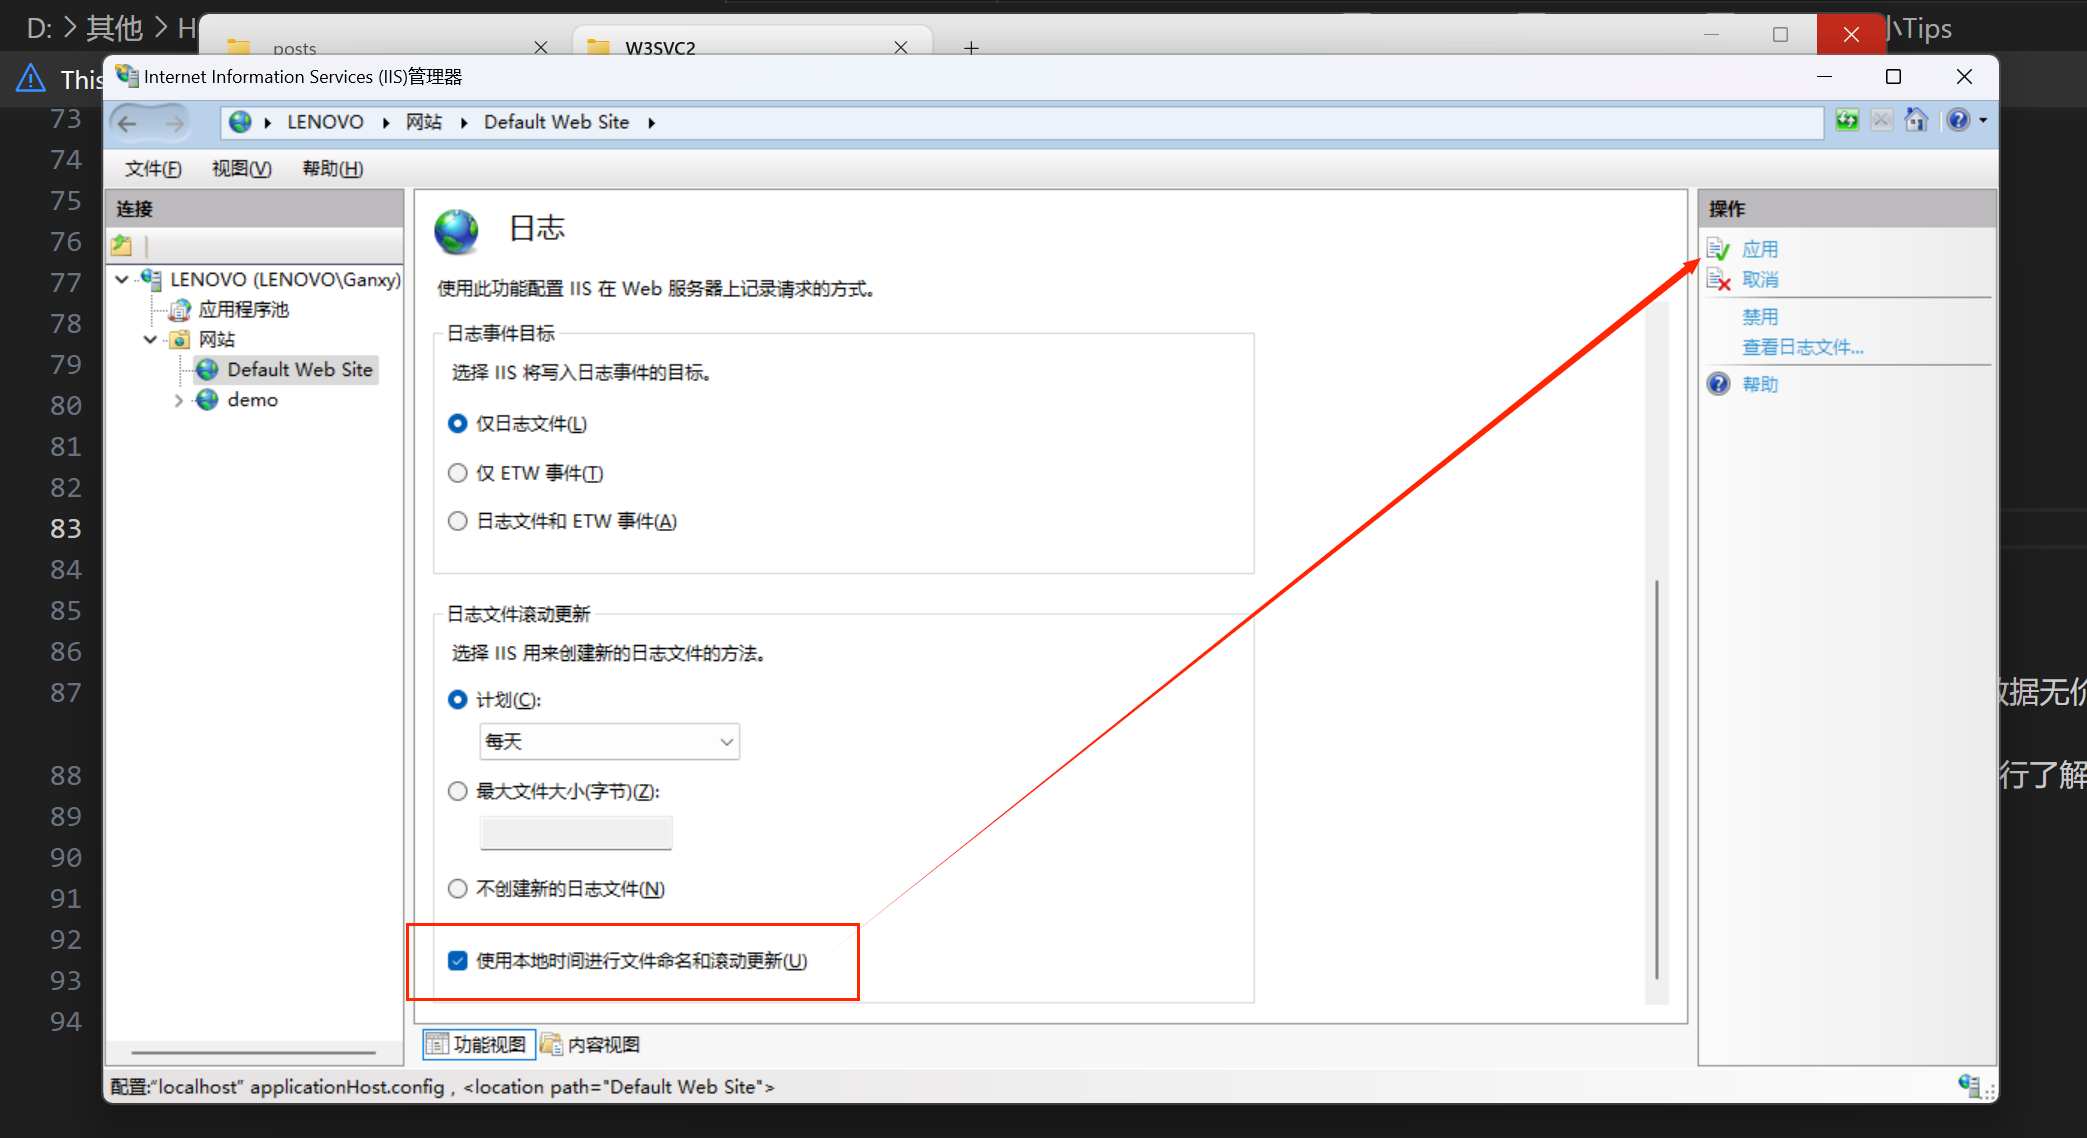 D: > 其他 >
posts
W3SVC2
Tips
This
Internet Information Services (IIS)管理器
LENOVO
网站
Default Web Site
文件(F)
视图(V)
帮助(H)
连接
LENOVO (LENOVO\Ganxy)
应用程序池
网站
Default Web Site
demo
日志
使用此功能配置 IIS 在 Web 服务器上记录请求的方式。
日志事件目标
选择 IIS 将写入日志事件的目标。
仅日志文件(L)
仅 ETW 事件(T)
日志文件和 ETW 事件(A)
日志文件滚动更新
选择 IIS 用来创建新的日志文件的方法。
计划(C):
每天
最大文件大小(字节)(Z):
不创建新的日志文件(N)
使用本地时间进行文件命名和滚动更新(U)
功能视图
内容视图
操作
应用
取消
禁用
查看日志文件...
帮助
配置:"localhost" applicationHost.config , <location path="Default Web Site">
73
74
75
76
77
78
79
80
81
82
83
84
85
86
87
据无价
88
行了解
89
90
91
92
93
94